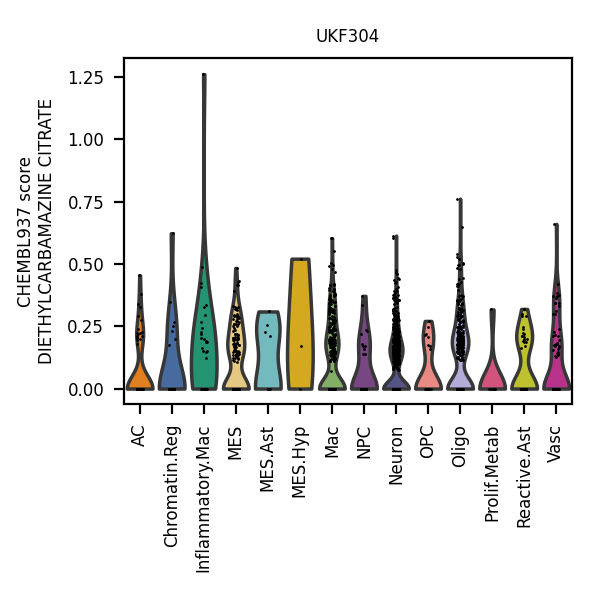 UKF304
CHEMBL937 score
DIETHYLCARBAMAZINE CITRATE
1.25
1.00
0.75
0.50
0.25
0.00
AC
Chromatin.Reg
Inflammatory.Mac
MES
MES.Ast
MES.Hyp
Mac
NPC
Neuron
OPC
Oligo
Prolif.Metab
Reactive.Ast
Vasc